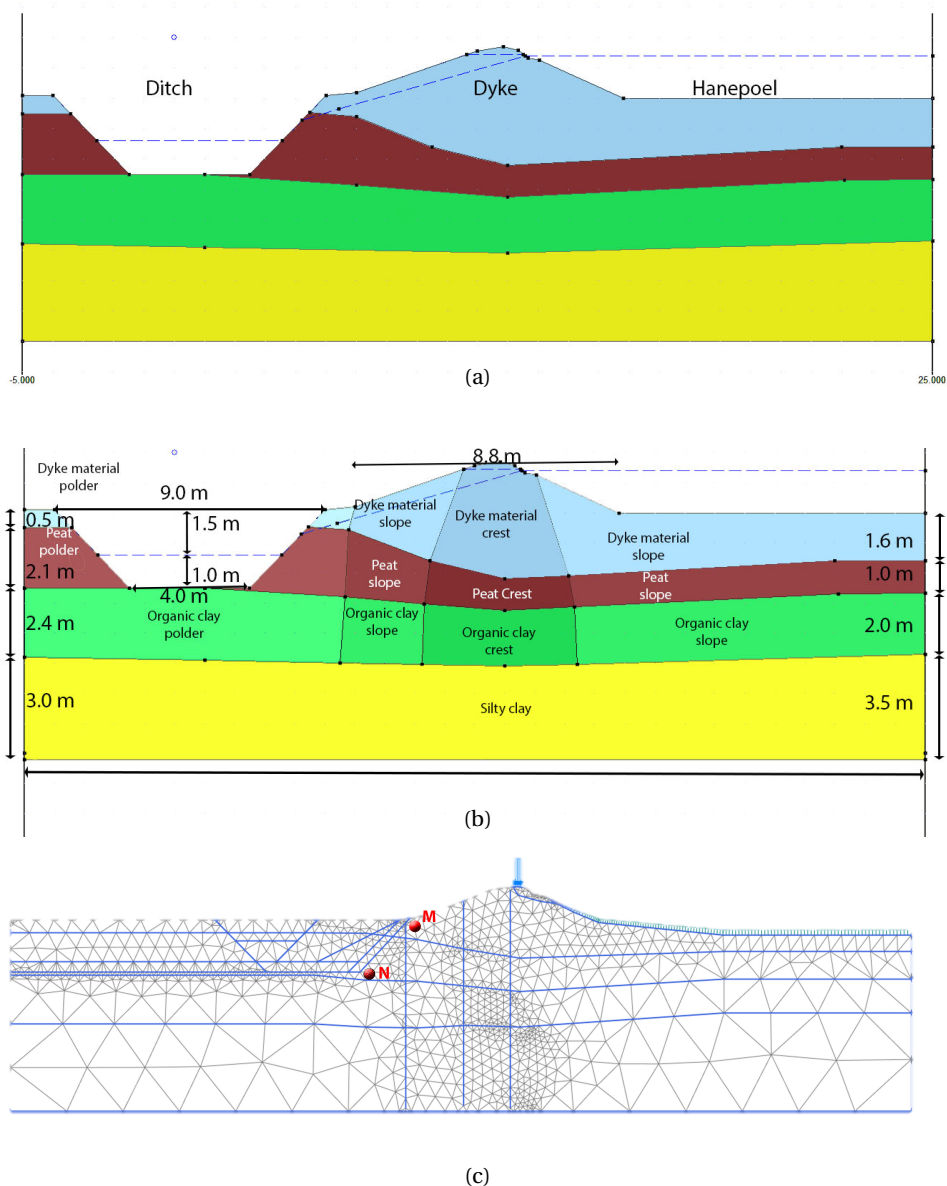 Ditch
Dyke
Hanepoel
-5.000
25.000
(a)
8.8 m
Dyke material
polder
9.0 m
0.5 m
1.5 m
Dyke material
slope
Dyke material
crest
Dyke material
slope
1.6 m
Peat
polder
2.1 m
1.0 m
Peat
slope
Peat Crest
Peat
slope
1.0 m
4.0 m
Organic clay
polder
Organic clay
slope
Organic clay
crest
Organic clay
slope
2.4 m
2.0 m
3.0 m
Silty clay
3.5 m
(b)
M
N
(c)